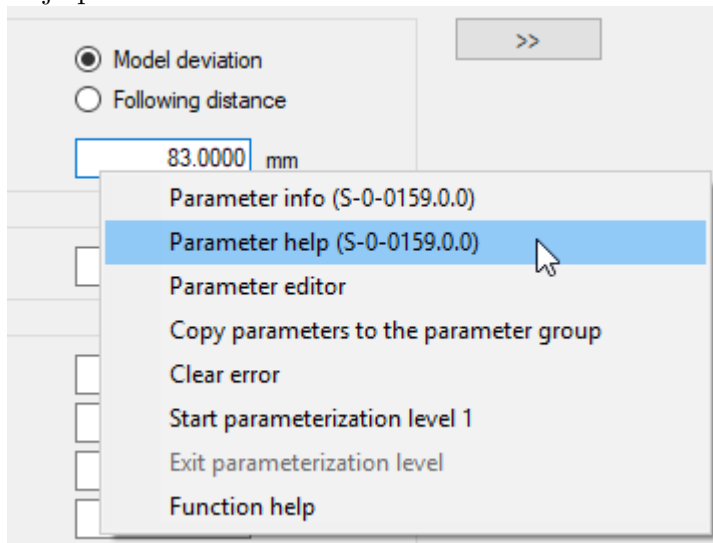 Model deviation
>>
Following distance
83.0000 mm
Parameter info (S-0-0159.0.0)
Parameter help (S-0-0159.0.0)
Parameter editor
Copy parameters to the parameter group
Clear error
Start parameterization level 1
Exit parameterization level
Function help